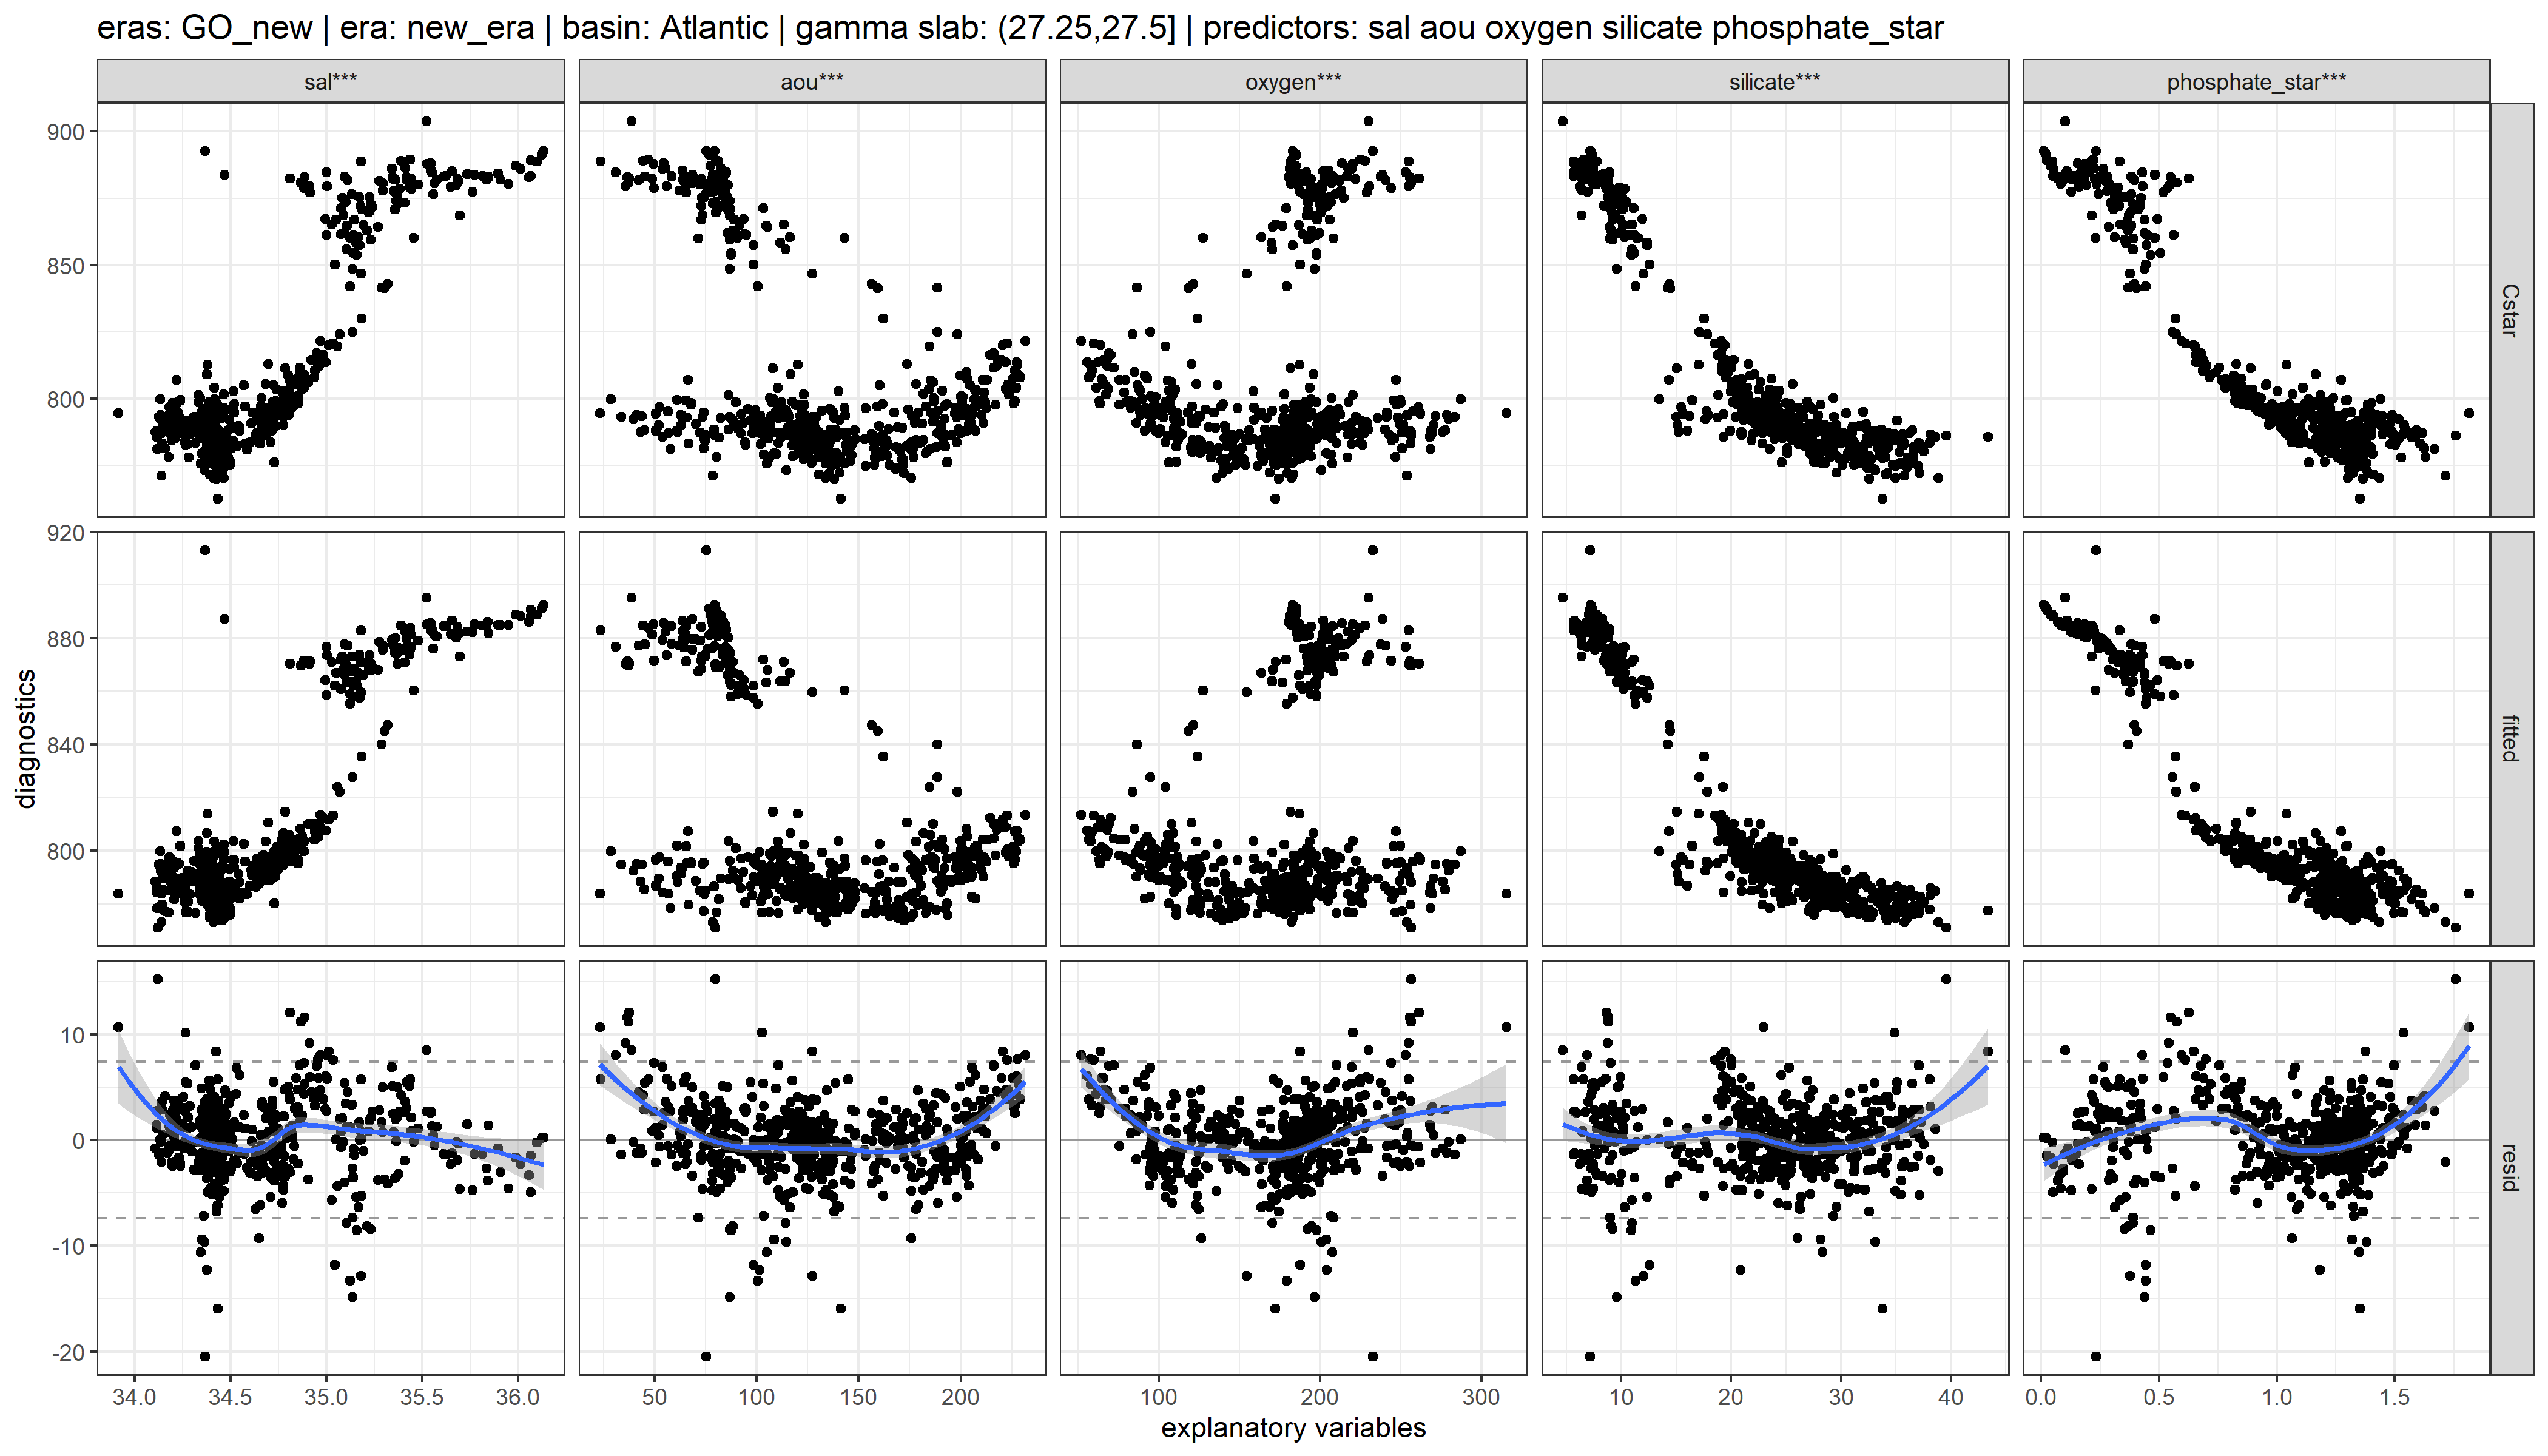 eras: GO_new | era: new_era | basin: Atlantic | gamma slab: (27.25,27.5] | predictors: sal aou oxygen silicate phosphate_star
sal***
aou***
oxygen***
silicate***
phosphate_star***
900
850
800
Cstar
920
880
840
800
fitted
diagnostics
10
0
-10
-20
resid
34.0 34.5 35.0 35.5 36.0
50 100 150 200
100 200 300
10 20 30 40
0.0 0.5 1.0 1.5
explanatory variables